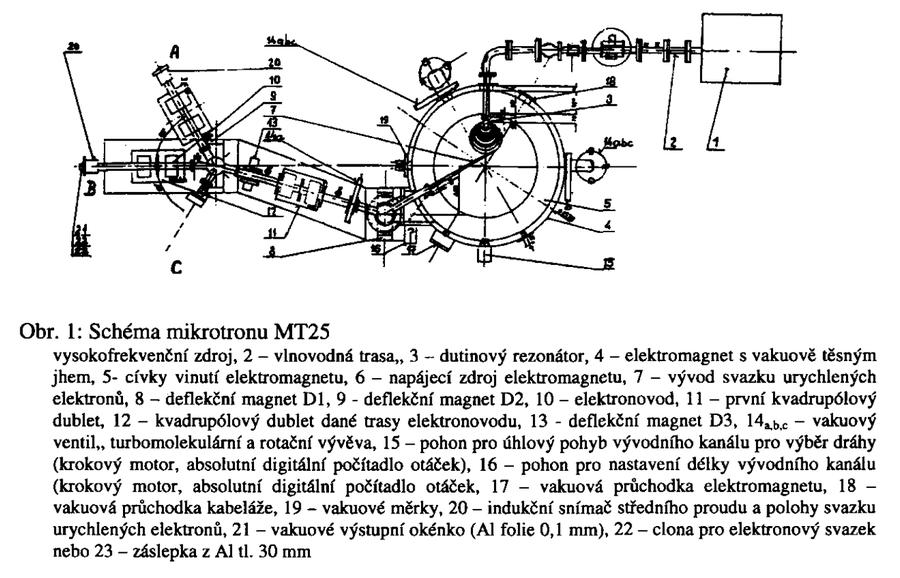 14abc
20
A
20
10
9
7
13
14a
19
18
3
2
1
14abc
B
12
11
8
16
17
15
5
4
C
Obr. 1: Schéma mikrotronu MT25
vysokofrekvenční zdroj, 2 – vlnovodná trasa,, 3 – dutinový rezonátor, 4 – elektromagnet s vakuově těsným
jhem, 5- cívky vinutí elektromagnetu, 6 – napájecí zdroj elektromagnetu, 7 – vývod svazku urychlených
elektronů, 8 – deflekční magnet D1, 9 - deflekční magnet D2, 10 – elektronovod, 11 – první kvadrupólový
dublet, 12 – kvadrupólový dublet dané trasy elektronovodu, 13 - deflekční magnet D3, 14a,b,c – vakuový
ventil,, turbomolekulární a rotační vývěva, 15 – pohon pro úhlový pohyb vývodního kanálu pro výběr dráhy
(krokový motor, absolutní digitální počítadlo otáček), 16 – pohon pro nastavení délky vývodního kanálu
(krokový motor, absolutní digitální počítadlo otáček, 17 – vakuová průchodka elektromagnetu, 18 –
vakuová průchodka kabeláže, 19 – vakuové měrky, 20 – indukční snímač středního proudu a polohy svazku
urychlených elektronů, 21 – vakuové výstupní okénko (Al folie 0,1 mm), 22 – clona pro elektronový svazek
nebo 23 – záslepka z Al tl. 30 mm